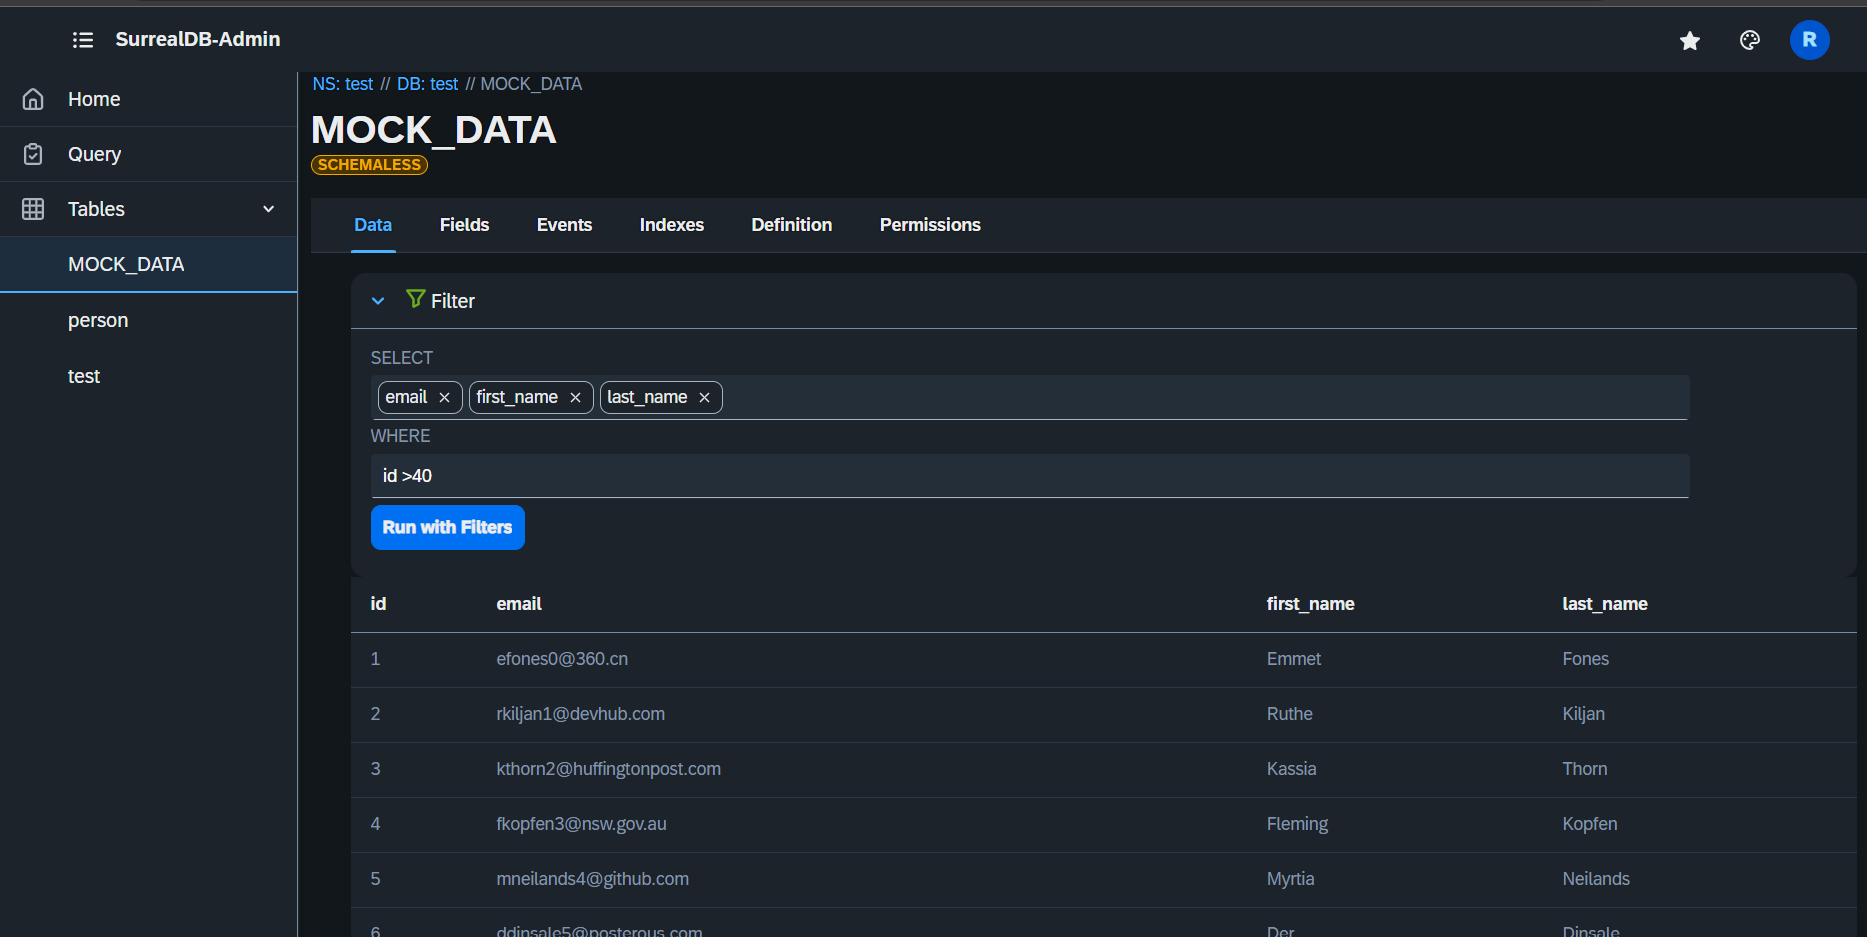 SurrealDB-Admin
R
Home
Query
Tables
MOCK_DATA
person
test
NS: test // DB: test // MOCK_DATA
MOCK_DATA
SCHEMALESS
Data Fields Events Indexes Definition Permissions
Filter
SELECT
email × first_name × last_name ×
WHERE
id >40
Run with Filters
id email first_name last_name
1 efones0@360.cn Emmet Fones
2 rkiljan1@devhub.com Ruthe Kiljan
3 kthorn2@huffingtonpost.com Kassia Thorn
4 fkopfen3@nsw.gov.au Fleming Kopfen
5 mneilands4@github.com Myrtia Neilands
6 ddinsale5@posterous.com Der Dinsale